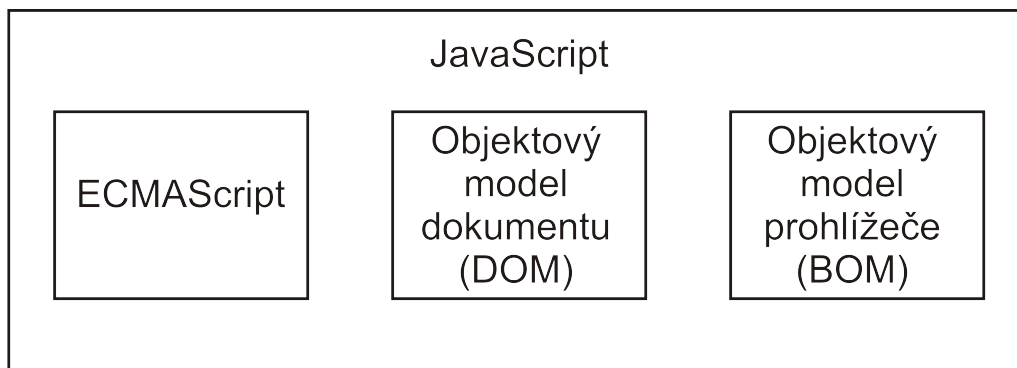 JavaScript
ECMAScript
Objektový
model
dokumentu
(DOM)
Objektový
model
prohlížeče
(BOM)